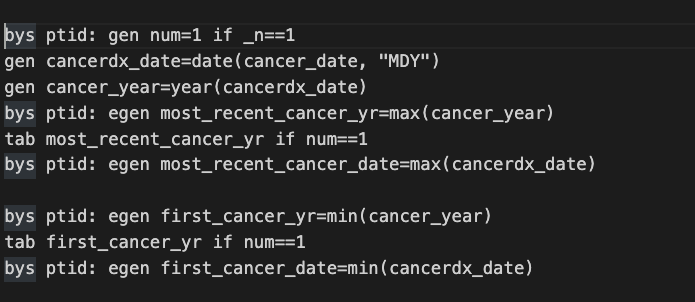 bys ptid: gen num=1 if _n==1
gen cancerdx_date=date(cancer_date, "MDY")
gen cancer_year=year(cancerdx_date)
bys ptid: egen most_recent_cancer_yr=max(cancer_year)
tab most_recent_cancer_yr if num==1
bys ptid: egen most_recent_cancer_date=max(cancerdx_date)
bys ptid: egen first_cancer_yr=min(cancer_year)
tab first_cancer_yr if num==1
bys ptid: egen first_cancer_date=min(cancerdx_date)